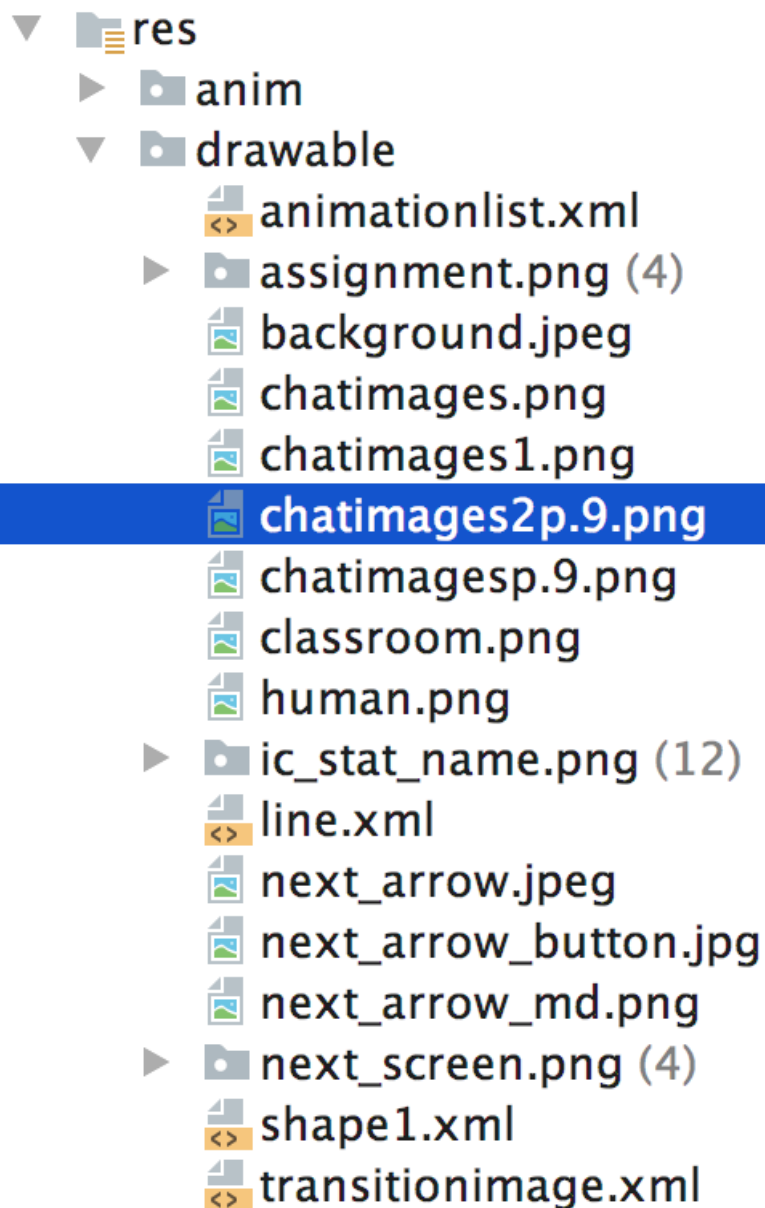 res
anim
drawable
animationlist.xml
assignment.png (4)
background.jpeg
chatimages.png
chatimages1.png
chatimages2p.9.png
chatimagesp.9.png
classroom.png
human.png
ic_stat_name.png (12)
line.xml
next_arrow.jpeg
next_arrow_button.jpg
next_arrow_md.png
next_screen.png (4)
shape1.xml
transitionimage.xml